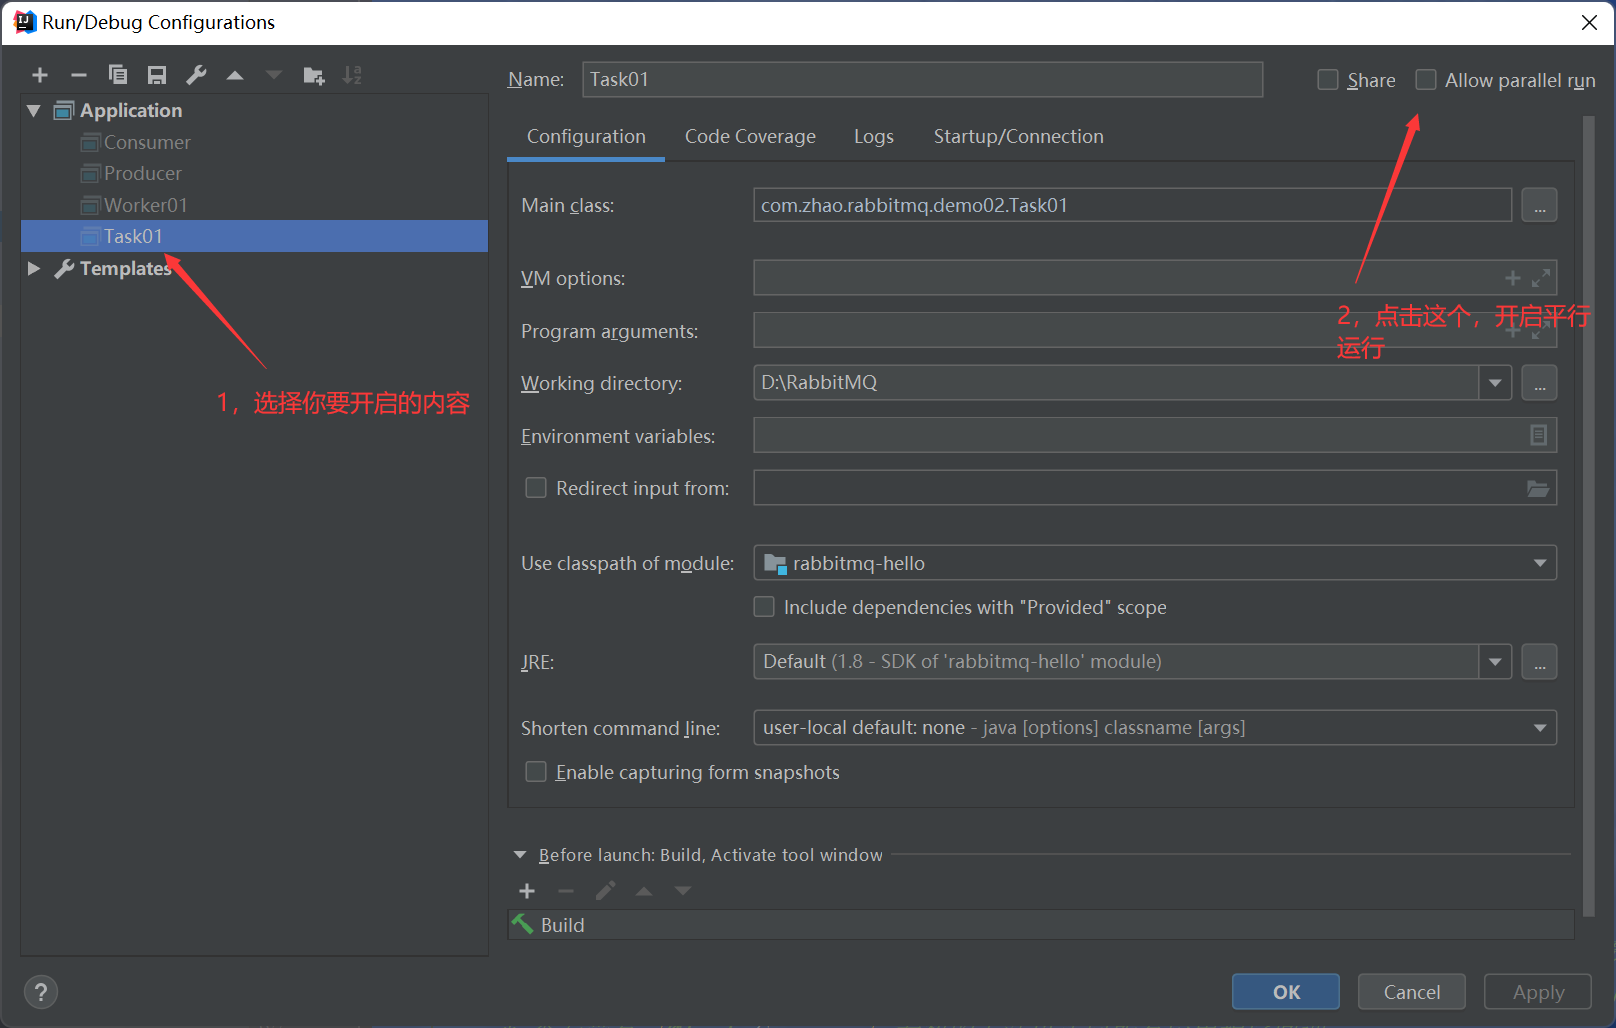 Run/Debug Configurations
Name:
Task01
Share
Allow parallel run
Application
Consumer
Producer
Worker01
Task01
Templates
1，选择你要开启的内容
Configuration
Code Coverage
Logs
Startup/Connection
Main class:
com.zhao.rabbitmq.demo02.Task01
...
VM options:
2，点击这个，开启平行
运行
Program arguments:
Working directory:
D:\RabbitMQ
...
Environment variables:
Redirect input from:
Use classpath of module:
rabbitmq-hello
Include dependencies with "Provided" scope
JRE:
Default (1.8 - SDK of 'rabbitmq-hello' module)
...
Shorten command line:
user-local default: none - java [options] classname [args]
Enable capturing form snapshots
Before launch: Build, Activate tool window
Build
?
OK
Cancel
Apply